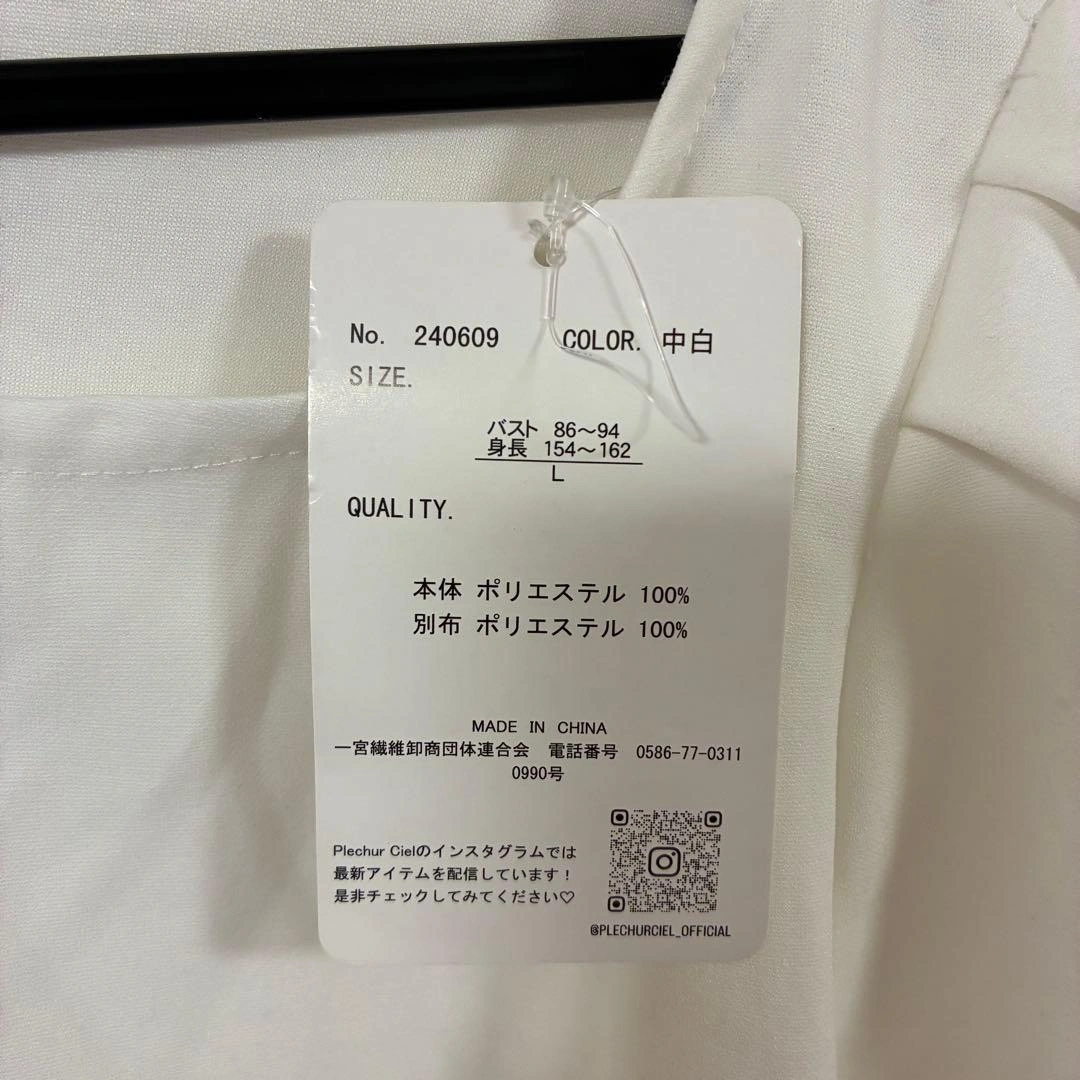 No. 240609 COLOR. 中白
SIZE.
バスト 86～94
身長 154～162
L
QUALITY.
本体 ポリエステル 100%
別布 ポリエステル 100%
MADE IN CHINA
一宮繊維卸商団体連合会 電話番号 0586-77-0311
0990号
Plechur Cielのインスタグラムでは
最新アイテムを配信しています！
是非チェックしてみてください♡
@PLECHURCIEL_OFFICIAL